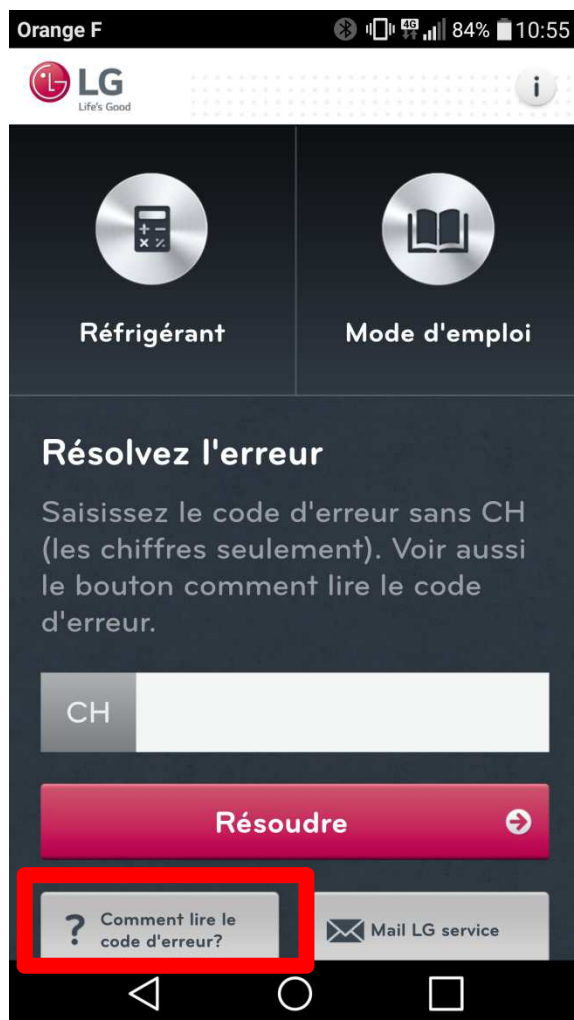 Orange F 4G 84% 10:55
LG
Life's Good
i
Réfrigérant
Mode d'emploi
Résolvez l'erreur
Saisissez le code d'erreur sans CH
(les chiffres seulement). Voir aussi
le bouton comment lire le code
d'erreur.
CH
Résoudre
? Comment lire le
code d'erreur?
Mail LG service